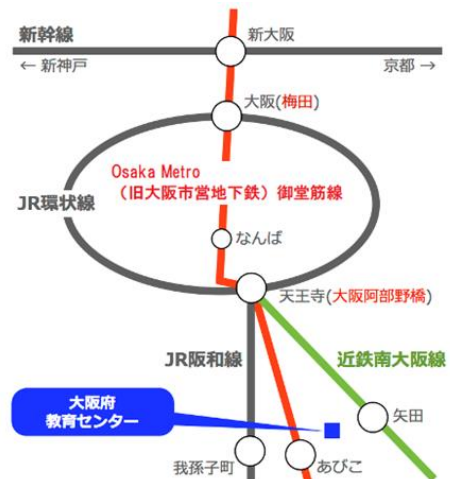 新幹線
新大阪
← 新神戸
京都 →
大阪(梅田)
Osaka Metro
(旧大阪市営地下鉄) 御堂筋線
JR環状線
なんば
天王寺(大阪阿部野橋)
JR阪和線
近鉄南大阪線
大阪府
教育センター
矢田
我孫子町
あびこ